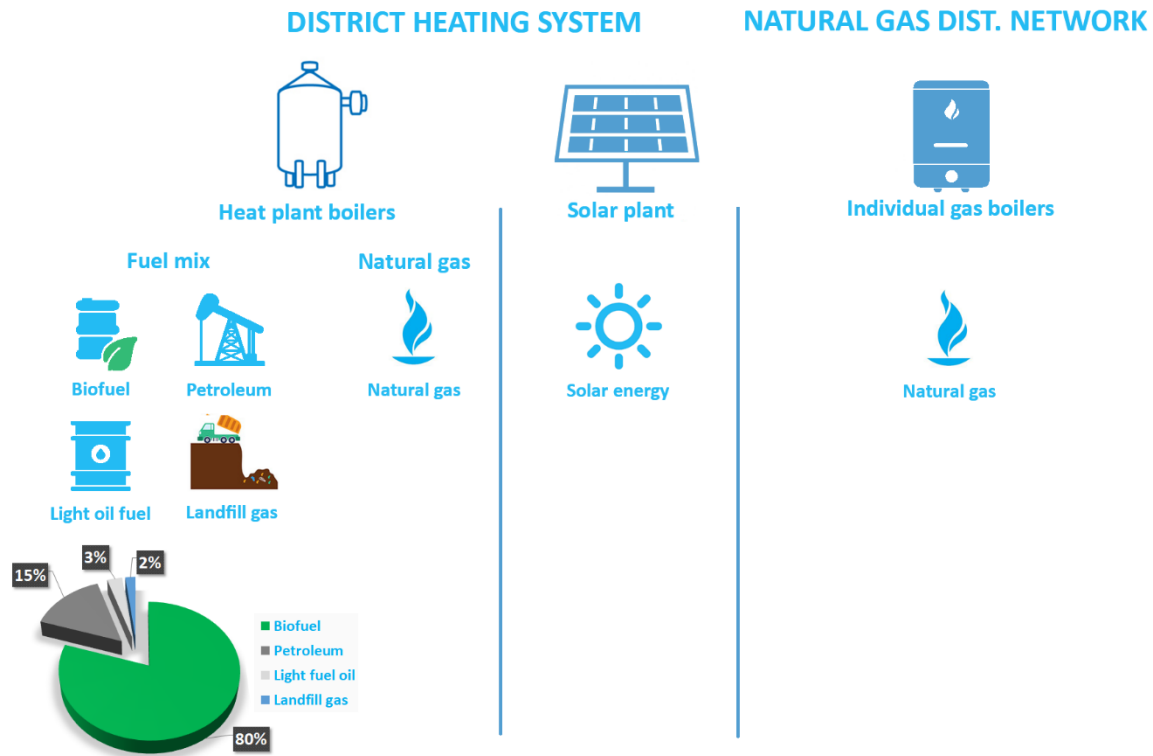 DISTRICT HEATING SYSTEM
NATURAL GAS DIST. NETWORK
Heat plant boilers
Solar plant
Individual gas boilers
Fuel mix
Natural gas
Biofuel
Petroleum
Natural gas
Solar energy
Natural gas
Light oil fuel
Landfill gas
15%
3%
2%
80%
Biofuel
Petroleum
Light fuel oil
Landfill gas